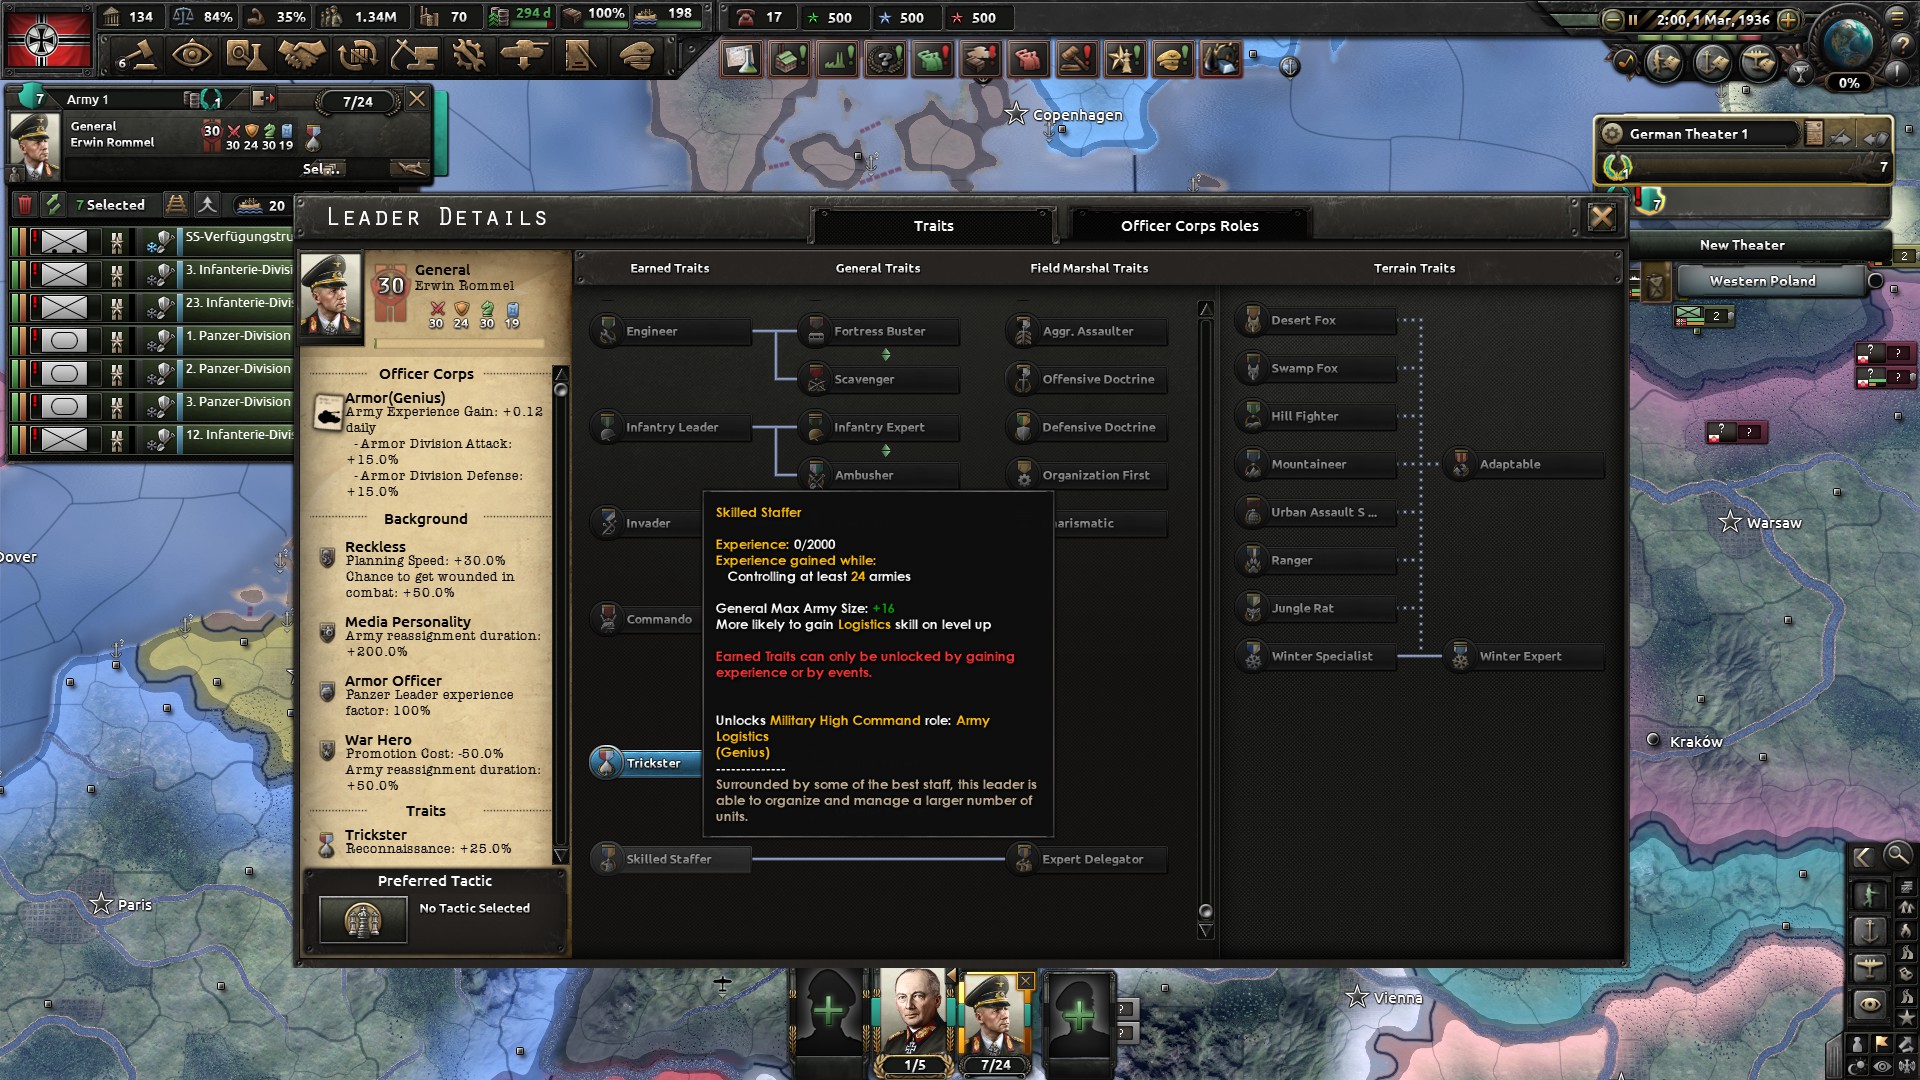 134
84%
35%
1.34M
70
294 d
100%
198
17
500
500
500
2:00, 1 Mar, 1936
6
0%
7
Army 1
1
7/24
General
Erwin Rommel
30
30 24 30 19
Sel...
7 Selected
20
SS-Verfügungstru
3. Infanterie-Divisi
23. Infanterie-Divi
1. Panzer-Division
2. Panzer-Division
3. Panzer-Division
12. Infanterie-Divis
Copenhagen
German Theater 1
1
7
7
New Theater
2
Western Poland
2
Leader Details
Traits
Officer Corps Roles
General
Erwin Rommel
30
30 24 30 19
Officer Corps
Armor(Genius)
Army Experience Gain: +0.12
daily
-Armor Division Attack:
+15.0%
-Armor Division Defense:
+15.0%
Background
Reckless
Planning Speed: +30.0%
Chance to get wounded in
combat: +50.0%
Media Personality
Army reassignment duration:
+200.0%
Armor Officer
Panzer Leader experience
factor: 100%
War Hero
Promotion Cost: -50.0%
Army reassignment duration:
+50.0%
Traits
Trickster
Reconnaissance: +25.0%
Preferred Tactic
No Tactic Selected
Earned Traits
General Traits
Field Marshal Traits
Terrain Traits
Engineer
Fortress Buster
Aggr. Assaulter
Scavenger
Offensive Doctrine
Infantry Leader
Infantry Expert
Defensive Doctrine
Ambusher
Organization First
Invader
arismatic
Commando
Trickster
Skilled Staffer
Expert Delegator
Desert Fox
Swamp Fox
Hill Fighter
Mountaineer
Adaptable
Urban Assault S ...
Ranger
Jungle Rat
Winter Specialist
Winter Expert
Skilled Staffer
Experience: 0/2000
Experience gained while:
Controlling at least 24 armies
General Max Army Size: +16
More likely to gain Logistics skill on level up
Earned Traits can only be unlocked by gaining
experience or by events.
Unlocks Military High Command role: Army
Logistics
(Genius)
--------------
Surrounded by some of the best staff, this leader is
able to organize and manage a larger number of
units.
Dover
Paris
Warsaw
Kraków
Vienna
1/5
7/24
? ?
? ?
? ?
?
?